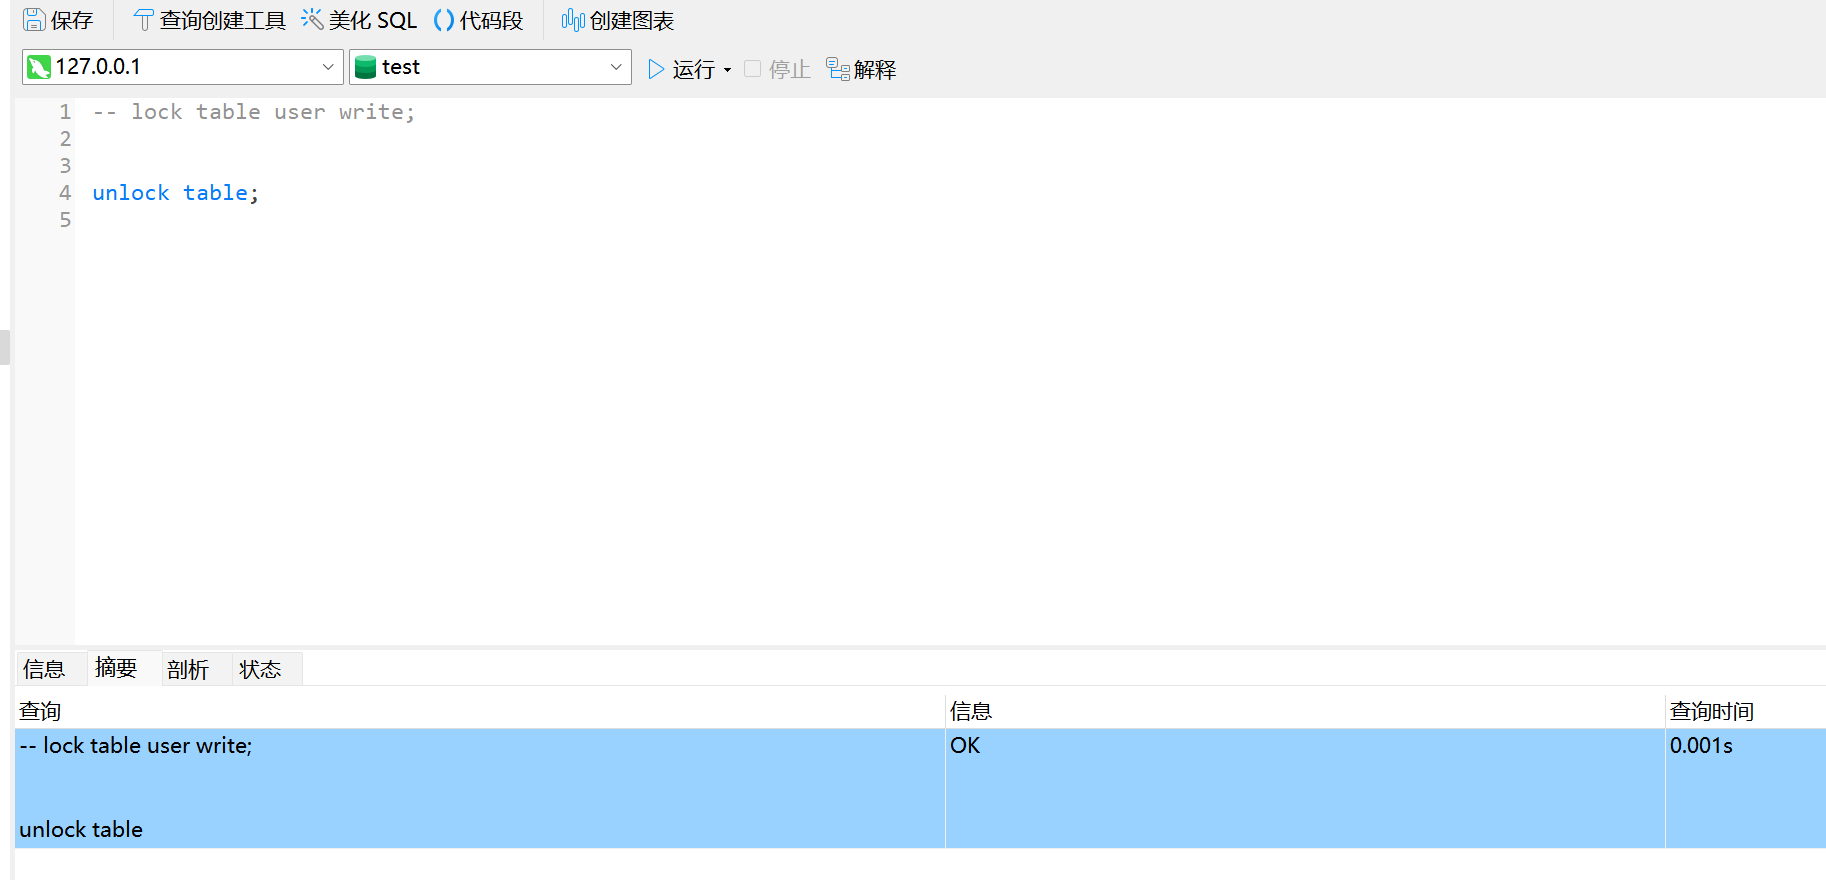 保存 查询创建工具 美化 SQL 代码段 创建图表
127.0.0.1 test 运行 停止 解释
1 -- lock table user write;
2
3
4 unlock table;
5
信息 摘要 剖析 状态
查询 信息 查询时间
-- lock table user write; OK 0.001s
unlock table